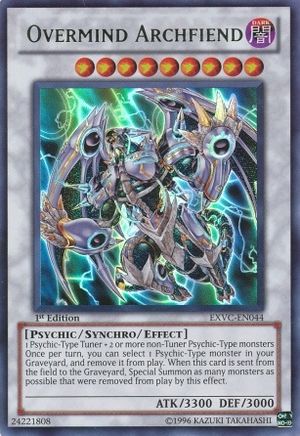 OVERMIND ARCHFIEND
DARK
闇
1st Edition
EXVC-EN044
[PSYCHIC/SYNCHRO/EFFECT]
1 Psychic-Type Tuner + 2 or more non-Tuner Psychic-Type monsters
Once per turn, you can select 1 Psychic-Type monster in your
Graveyard, and remove it from play. When this card is sent from
the field to the Graveyard, Special Summon as many monsters as
possible that were removed from play by this effect.
ATK/3300 DEF/3000
24221808
©1996 KAZUKI TAKAHASHI